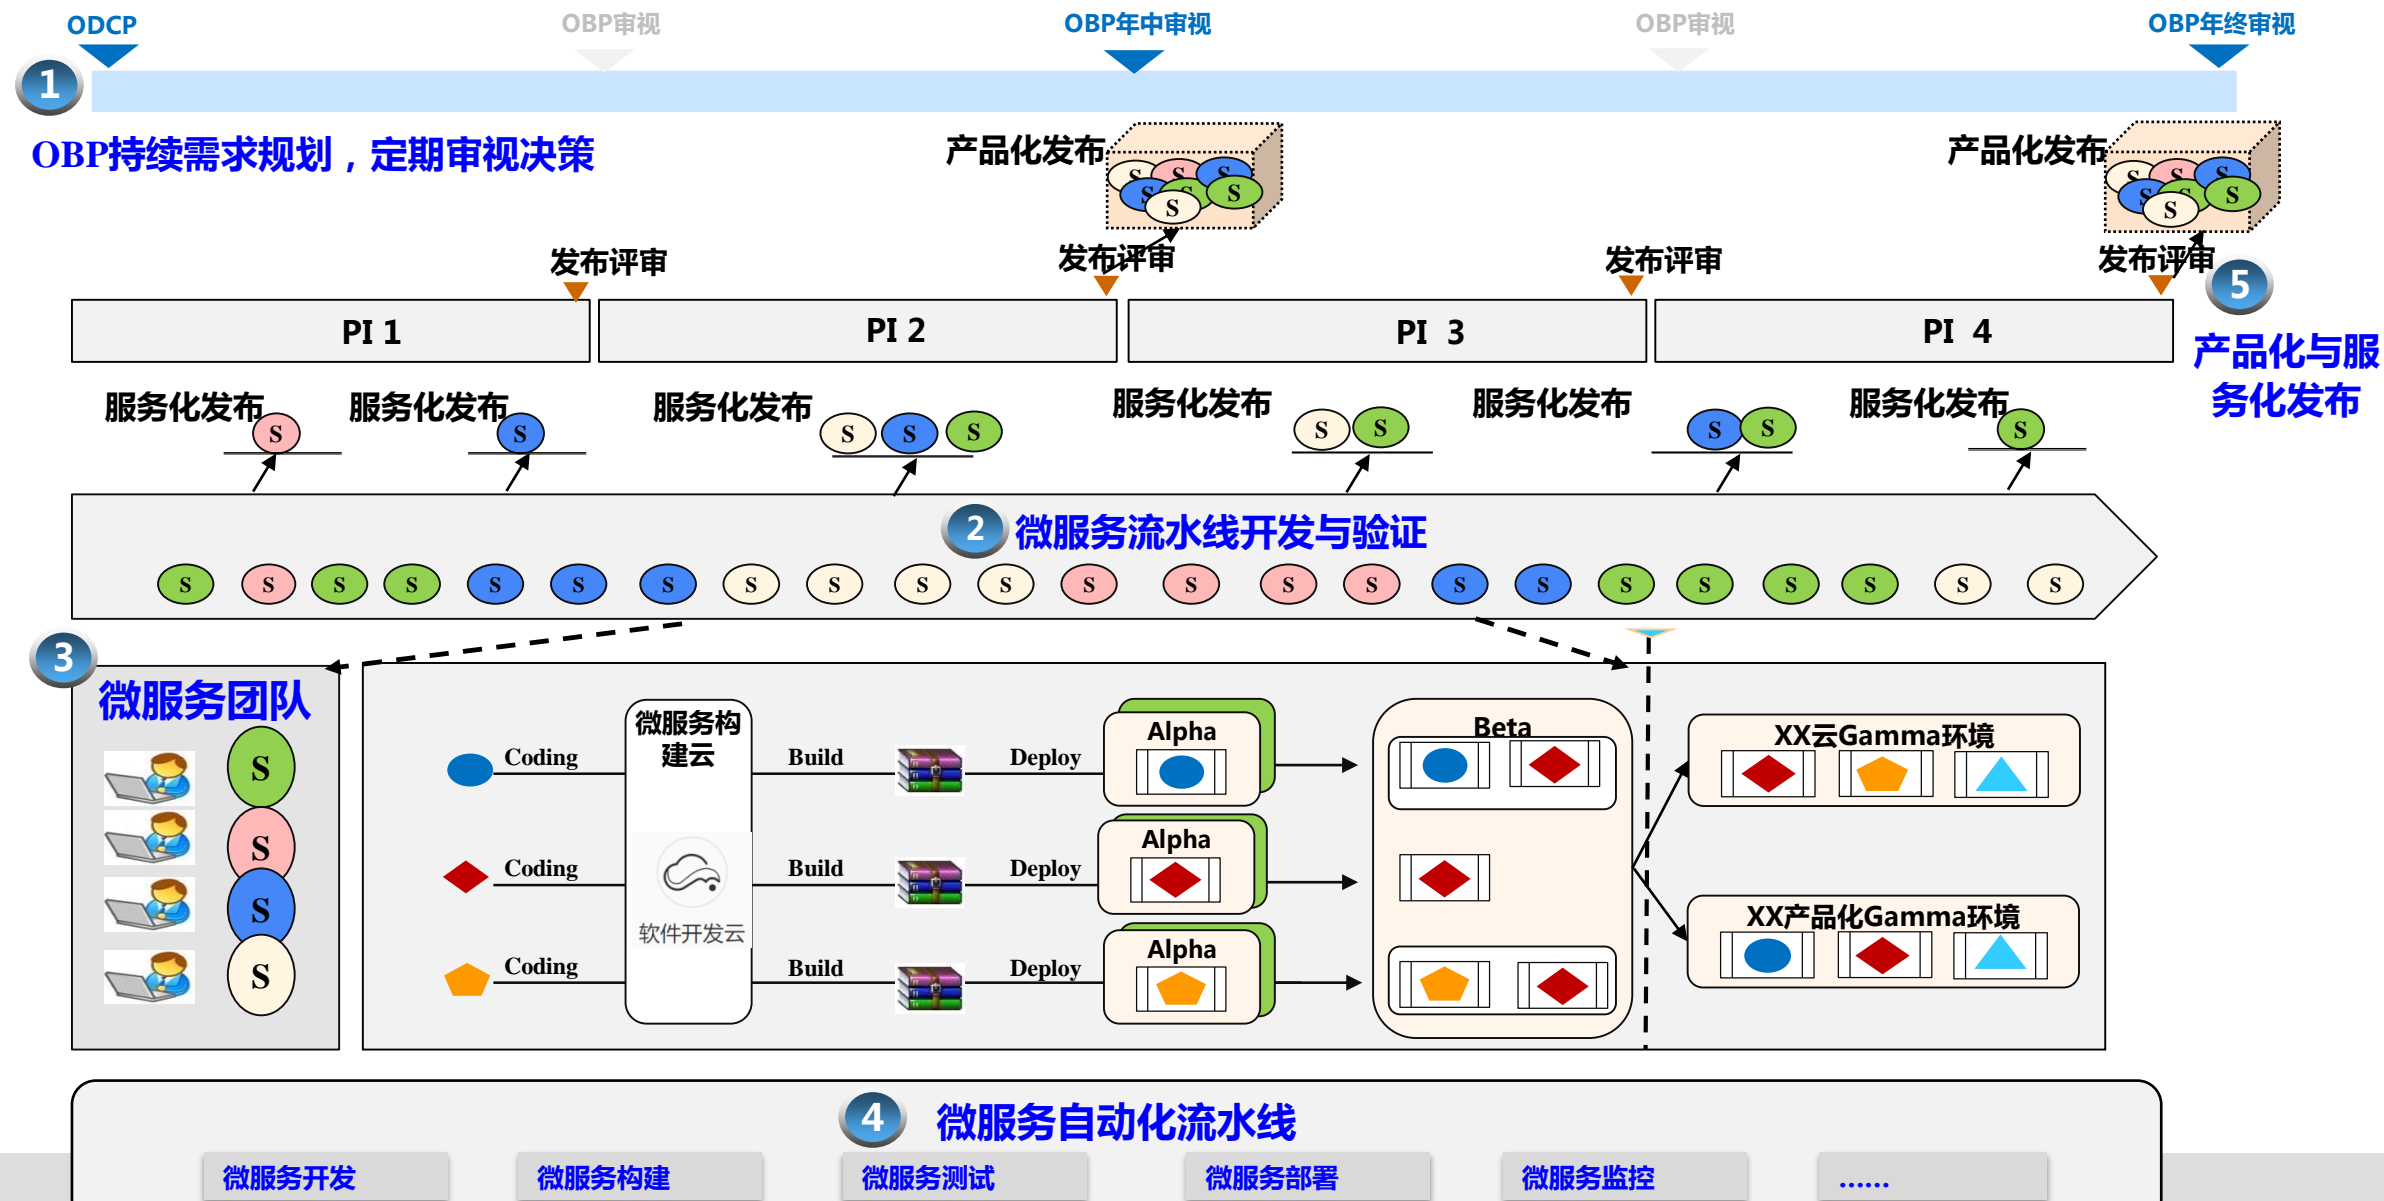 ODCP
OBP审视
OBP年中审视
OBP审视
OBP年终审视
1
OBP持续需求规划，定期审视决策
产品化发布
S S S S S S S
产品化发布
S S S S S S S
发布评审
发布评审
发布评审
发布评审
5
PI 1
PI 2
PI 3
PI 4
产品化与服
务化发布
服务化发布
S
服务化发布
S
服务化发布
S S S
服务化发布
S S
服务化发布
S S
服务化发布
S
2
微服务流水线开发与验证
S S S S S S S S S S S S S S S S S S S S S S S
3
微服务团队
S
S
S
S
微服务构
建云
软件开发云
Coding
Build
Deploy
Alpha
Coding
Build
Deploy
Alpha
Coding
Build
Deploy
Alpha
Beta
XX云Gamma环境
XX产品化Gamma环境
4
微服务自动化流水线
微服务开发
微服务构建
微服务测试
微服务部署
微服务监控
......